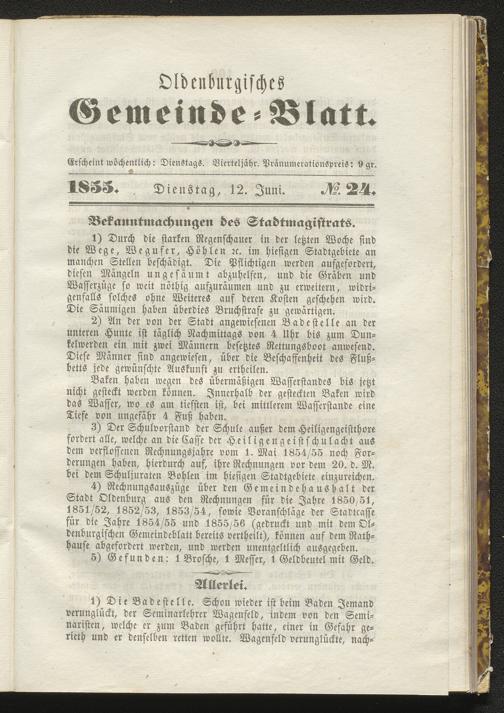 Oldenburgisches
Gemeinde-Blatt.
Erscheint wöchentlich: Dienstags. Vierteljähr. Pränumerationspreis: 9 gr.
1855. Dienstag, 12. Juni. № 24.
Bekanntmachungen des Stadtmagistrats.
1) Durch die starken Regenschauer in der letzten Woche sind
die Wege, Wegufer, Höhlen ꝛc. im hiesigen Stadtgebiete an
manchen Stellen beschädigt. Die Pflichtigen werden aufgefordert,
diesen Mängeln ungesäumt abzuhelfen, und die Gräben und
Wasserzüge so weit nöthig aufzuräumen und zu erweitern, widri-
genfalls solches ohne Weiteres auf deren Kosten geschehen wird.
Die Säumigen haben überdies Bruchstrafe zu gewärtigen.
2) An der von der Stadt angewiesenen Badestelle an der
unteren Hunte ist täglich Nachmittags von 4 Uhr bis zum Dun-
kelwerden ein mit zwei Männern besetztes Rettungsboot anwesend.
Diese Männer sind angewiesen, über die Beschaffenheit des Fluß-
betts jede gewünschte Auskunft zu ertheilen.
Baken haben wegen des übermäßigen Wasserstandes bis jetzt
nicht gesteckt werden können. Innerhalb der gesteckten Baken wird
das Wasser, wo es am tiefsten ist, bei mittlerem Wasserstande eine
Tiefe von ungefähr 4 Fuß haben.
3) Der Schulvorstand der Schule außer dem Heiligengeistthore
fordert alle, welche an die Casse der Heiligengeistschulacht aus
dem verflossenen Rechnungsjahre vom 1. Mai 1854/55 noch For-
derungen haben, hierdurch auf, ihre Rechnungen vor dem 20. d. M.
bei dem Schuljuraten Bohlen im hiesigen Stadtgebiete einzureichen.
4) Rechnungsauszüge über den Gemeindehaushalt der
Stadt Oldenburg aus den Rechnungen für die Jahre 1850/51,
1851/52, 1852/53, 1853/54, sowie Voranschläge der Stadtcasse
für die Jahre 1854/55 und 1855/56 (gedruckt und mit dem Ol-
denburgischen Gemeindeblatt bereits vertheilt), können auf dem Rath-
hause abgefordert werden, und werden unentgeltlich ausgegeben.
5) Gefunden: 1 Brosche, 1 Messer, 1 Geldbeutel mit Geld.
Allerlei.
1) Die Badestelle. Schon wieder ist beim Baden Jemand
verunglückt, der Seminarlehrer Wagenfeld, indem von den Semi-
naristen, welche er zum Baden geführt hatte, einer in Gefahr ge-
rieth und er denselben retten wollte. Wagenfeld verunglückte, nach-